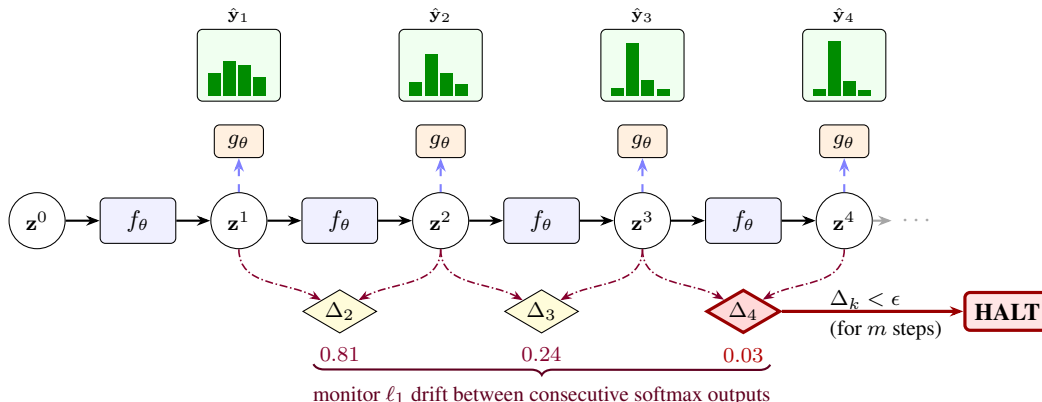 ŷ₁ ŷ₂ ŷ₃ ŷ₄
g_θ g_θ g_θ g_θ
z⁰ f_θ z¹ f_θ z² f_θ z³ f_θ z⁴ ···
Δ₂ Δ₃ Δ₄ Δ_k < ϵ HALT
(for m steps)
0.81 0.24 0.03
monitor ℓ₁ drift between consecutive softmax outputs